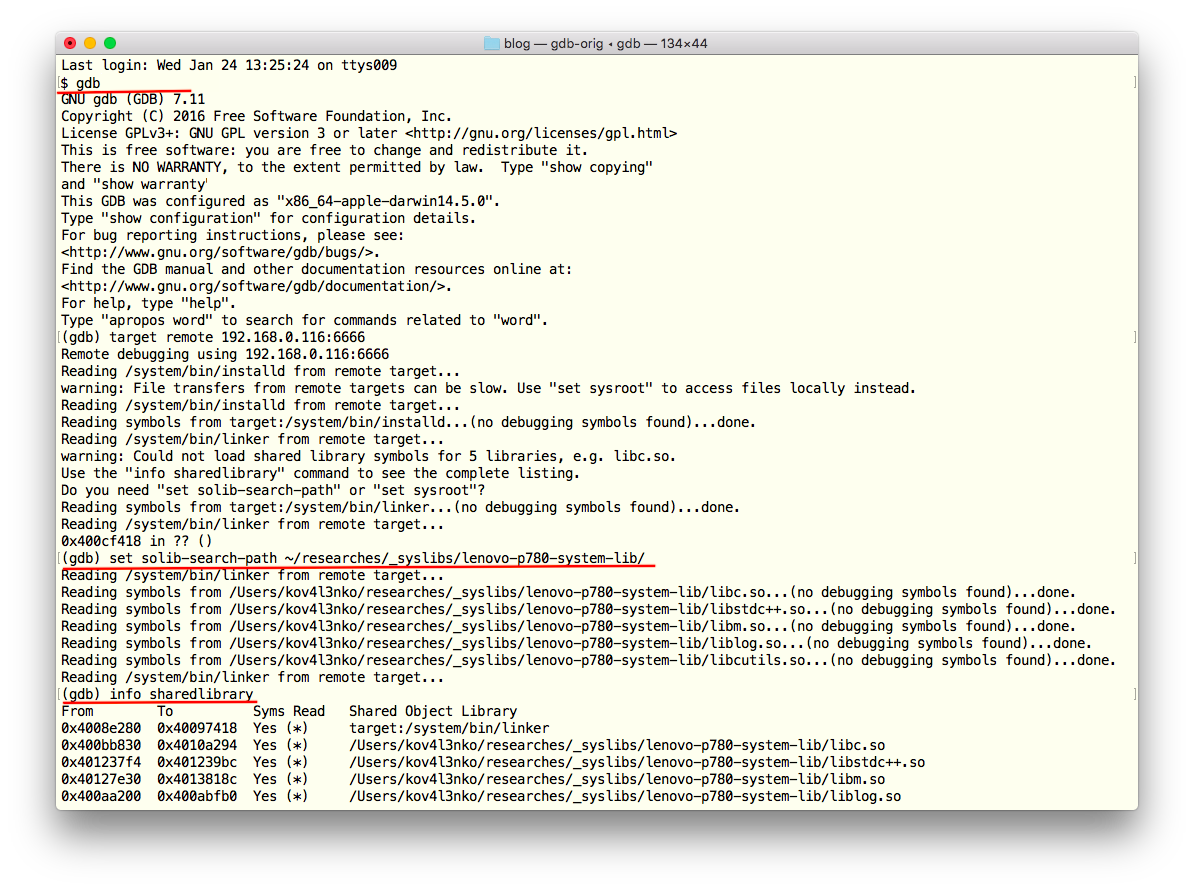 blog — gdb-orig ◂ gdb — 134×44
Last login: Wed Jan 24 13:25:24 on ttys009
[$ gdb ]
GNU gdb (GDB) 7.11
Copyright (C) 2016 Free Software Foundation, Inc.
License GPLv3+: GNU GPL version 3 or later <http://gnu.org/licenses/gpl.html>
This is free software: you are free to change and redistribute it.
There is NO WARRANTY, to the extent permitted by law.  Type "show copying"
and "show warranty'
This GDB was configured as "x86_64-apple-darwin14.5.0".
Type "show configuration" for configuration details.
For bug reporting instructions, please see:
<http://www.gnu.org/software/gdb/bugs/>.
Find the GDB manual and other documentation resources online at:
<http://www.gnu.org/software/gdb/documentation/>.
For help, type "help".
Type "apropos word" to search for commands related to "word".
[(gdb) target remote 192.168.0.116:6666 ]
Remote debugging using 192.168.0.116:6666
Reading /system/bin/installd from remote target...
warning: File transfers from remote targets can be slow. Use "set sysroot" to access files locally instead.
Reading /system/bin/installd from remote target...
Reading symbols from target:/system/bin/installd...(no debugging symbols found)...done.
Reading /system/bin/linker from remote target...
warning: Could not load shared library symbols for 5 libraries, e.g. libc.so.
Use the "info sharedlibrary" command to see the complete listing.
Do you need "set solib-search-path" or "set sysroot"?
Reading symbols from target:/system/bin/linker...(no debugging symbols found)...done.
Reading /system/bin/linker from remote target...
0x400cf418 in ?? ()
[(gdb) set solib-search-path ~/researches/_syslibs/lenovo-p780-system-lib/ ]
Reading /system/bin/linker from remote target...
Reading symbols from /Users/kov4l3nko/researches/_syslibs/lenovo-p780-system-lib/libc.so...(no debugging symbols found)...done.
Reading symbols from /Users/kov4l3nko/researches/_syslibs/lenovo-p780-system-lib/libstdc++.so...(no debugging symbols found)...done.
Reading symbols from /Users/kov4l3nko/researches/_syslibs/lenovo-p780-system-lib/libm.so...(no debugging symbols found)...done.
Reading symbols from /Users/kov4l3nko/researches/_syslibs/lenovo-p780-system-lib/liblog.so...(no debugging symbols found)...done.
Reading symbols from /Users/kov4l3nko/researches/_syslibs/lenovo-p780-system-lib/libcutils.so...(no debugging symbols found)...done.
Reading /system/bin/linker from remote target...
[(gdb) info sharedlibrary ]
From        To          Syms Read   Shared Object Library
0x4008e280  0x40097418  Yes (*)     target:/system/bin/linker
0x400bb830  0x4010a294  Yes (*)     /Users/kov4l3nko/researches/_syslibs/lenovo-p780-system-lib/libc.so
0x401237f4  0x401239bc  Yes (*)     /Users/kov4l3nko/researches/_syslibs/lenovo-p780-system-lib/libstdc++.so
0x40127e30  0x4013818c  Yes (*)     /Users/kov4l3nko/researches/_syslibs/lenovo-p780-system-lib/libm.so
0x400aa200  0x400abfb0  Yes (*)     /Users/kov4l3nko/researches/_syslibs/lenovo-p780-system-lib/liblog.so